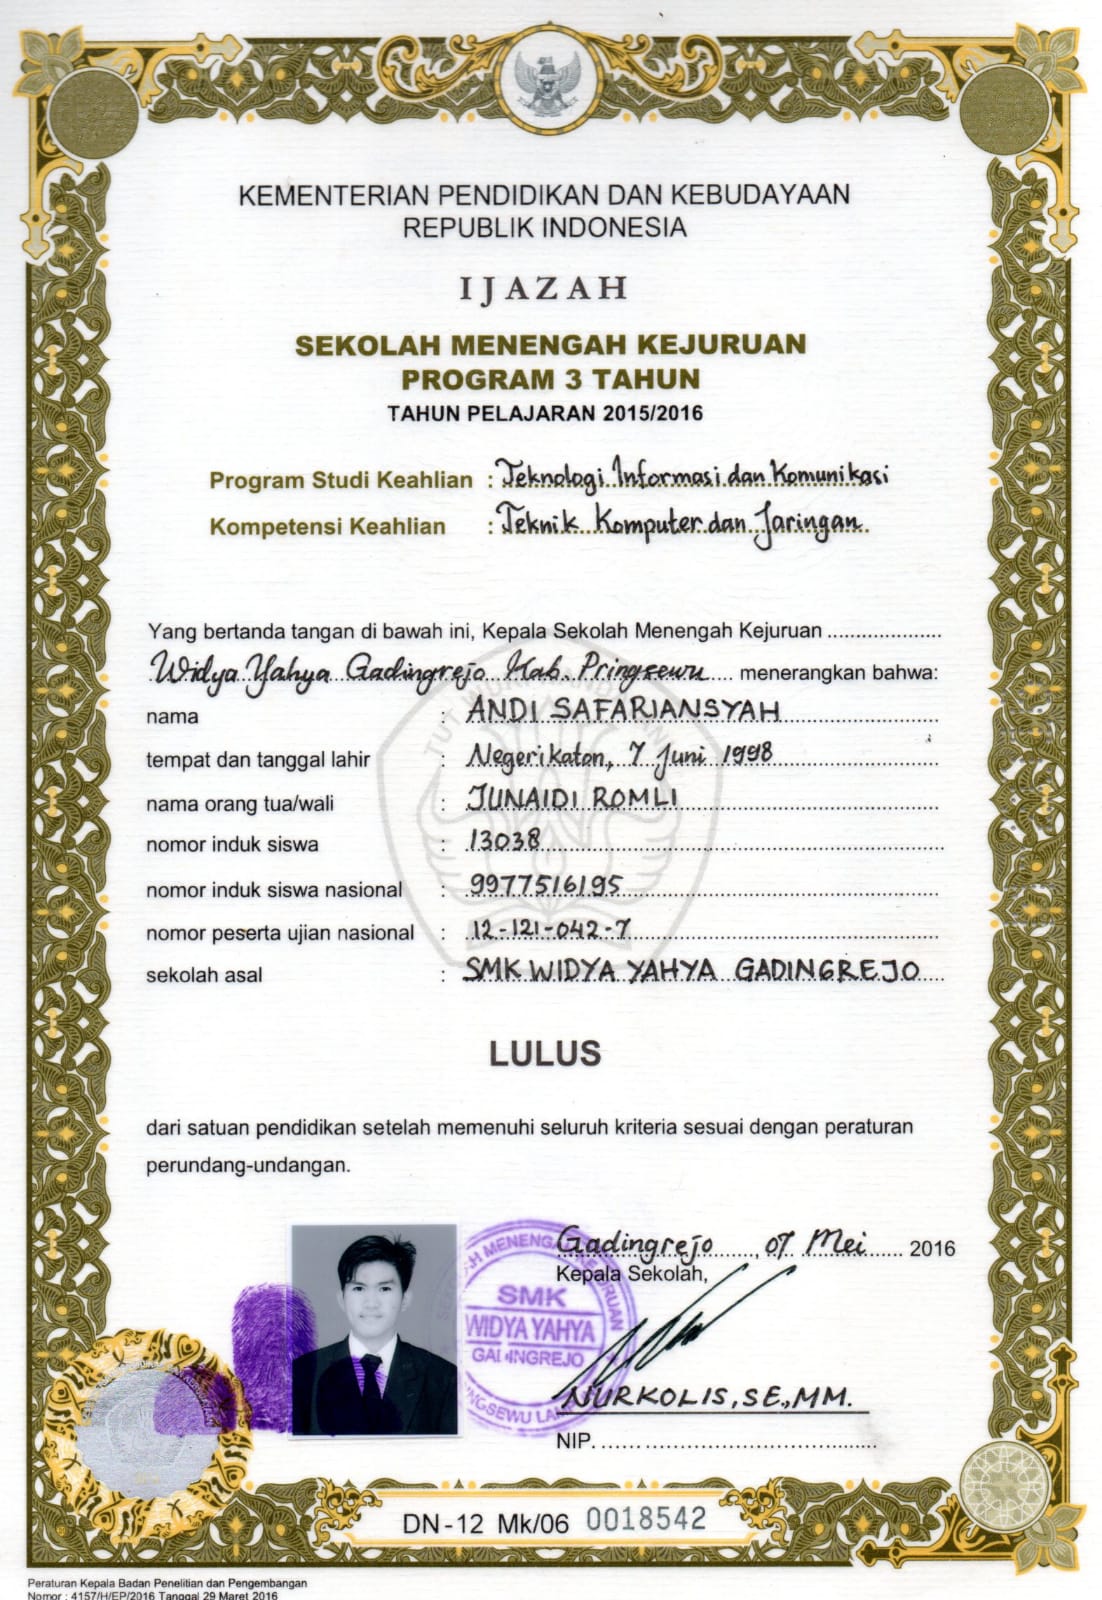 KEMENTERIAN PENDIDIKAN DAN KEBUDAYAAN
REPUBLIK INDONESIA
IJAZAH
SEKOLAH MENENGAH KEJURUAN
PROGRAM 3 TAHUN
TAHUN PELAJARAN 2015/2016
Program Studi Keahlian : Teknologi Informasi dan Komunikasi
Kompetensi Keahlian : Teknik Komputer dan Jaringan
Yang bertanda tangan di bawah ini, Kepala Sekolah Menengah Kejuruan
Widya Yahya Gadingrejo Kab. Pringsewu menerangkan bahwa:
nama : ANDI SAFARIANSYAH
tempat dan tanggal lahir : Negerikaton, 7 Juni 1998
nama orang tua/wali : JUNAIDI ROMLI
nomor induk siswa : 13038
nomor induk siswa nasional : 9977516195
nomor peserta ujian nasional : 12-121-042-7
sekolah asal : SMK WIDYA YAHYA GADINGREJO
LULUS
dari satuan pendidikan setelah memenuhi seluruh kriteria sesuai dengan peraturan
perundang-undangan.
Gadingrejo, 07 Mei 2016
Kepala Sekolah,
SMK
WIDYA YAHYA
GADINGREJO
NURKOLIS, SE., MM.
NIP.
DN-12 Mk/06 0018542
Peraturan Kepala Badan Penelitian dan Pengembangan
Nomor : 4157/H/EP/2016 Tanggal 29 Maret 2016